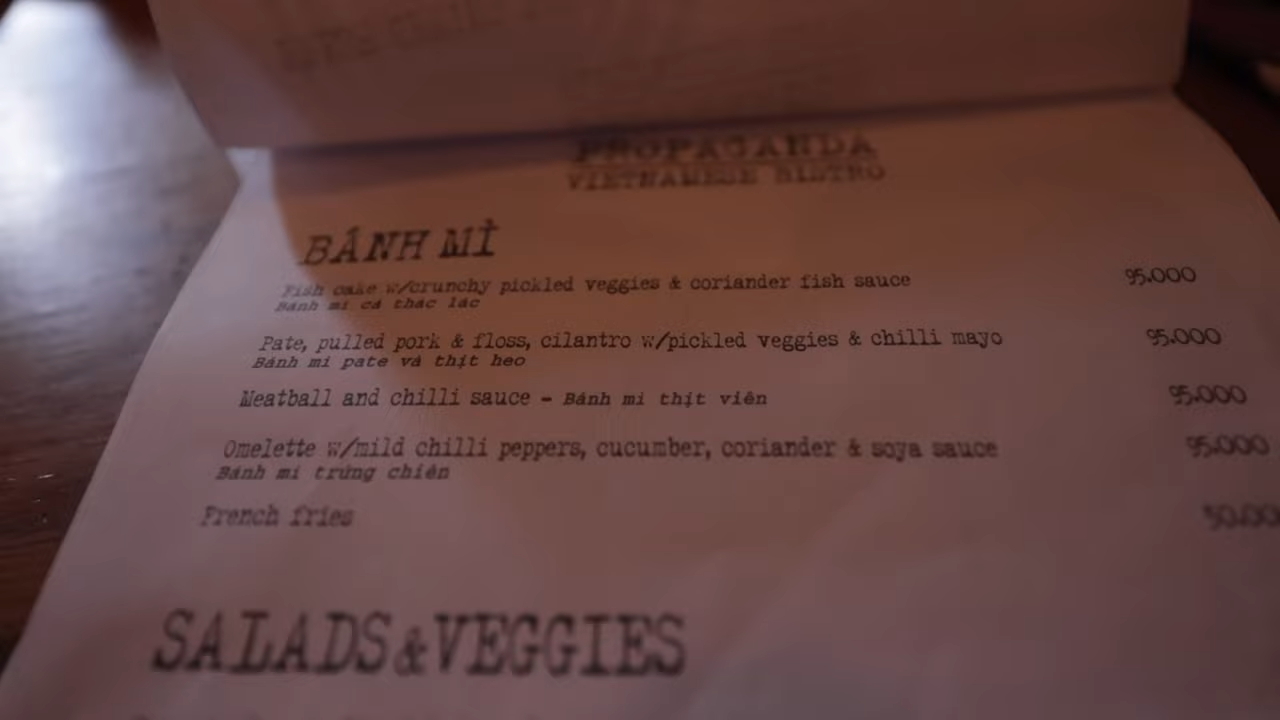 PROPAGANDA
VIETNAMESE BISTRO
BÁNH MÌ
Fish cake w/crunchy pickled veggies & coriander fish sauce 95.000
Bánh mì cá thác lác
Pate, pulled pork & floss, cilantro w/pickled veggies & chilli mayo 95.000
Bánh mì pate và thịt heo
Meatball and chilli sauce - Bánh mì thịt viên 95.000
Omelette w/mild chilli peppers, cucumber, coriander & soya sauce 95.000
Bánh mì trứng chiên
French fries
SALADS & VEGGIES